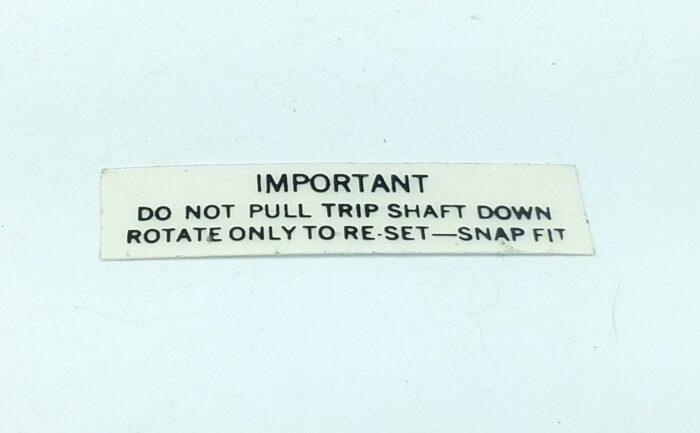 IMPORTANT
DO NOT PULL TRIP SHAFT DOWN
ROTATE ONLY TO RE-SET—SNAP FIT